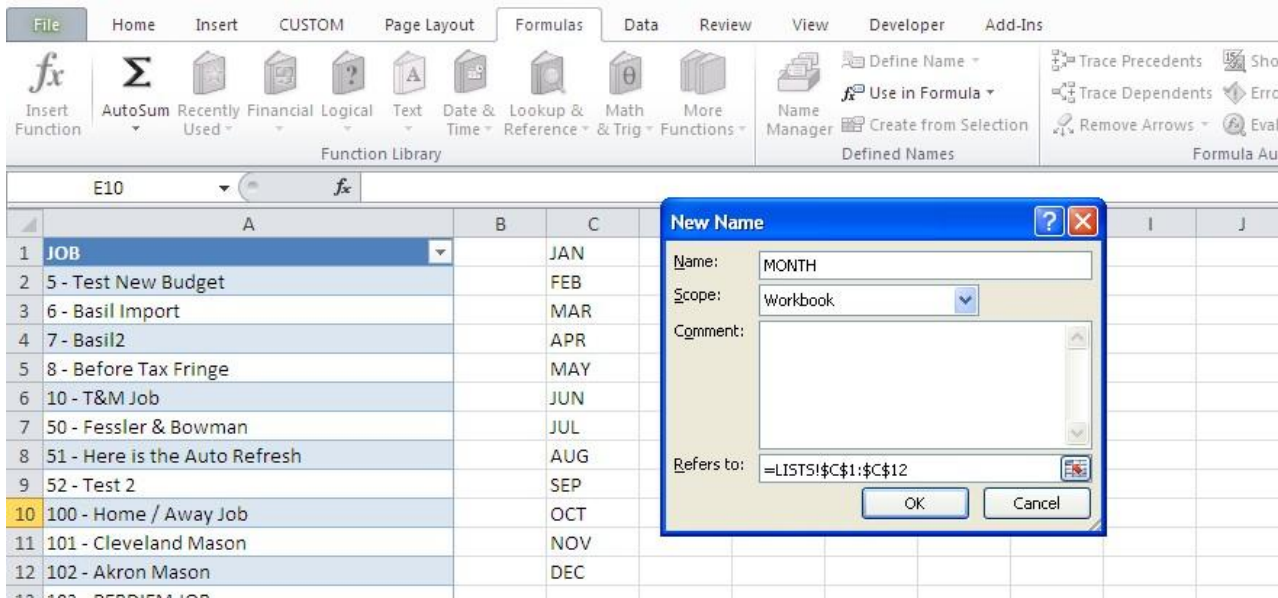 File Home Insert CUSTOM Page Layout Formulas Data Review View Developer Add-Ins
fx Σ ? A θ
Insert Function AutoSum Recently Used Financial Logical Text Date & Time Lookup & Reference Math & Trig More Functions Name Manager
Define Name
Use in Formula
Create from Selection
Trace Precedents Sho
Trace Dependents Erro
Remove Arrows Eval
Function Library Defined Names Formula Au
E10 fx
A B C I J
1 JOB JAN
2 5 - Test New Budget FEB
3 6 - Basil Import MAR
4 7 - Basil2 APR
5 8 - Before Tax Fringe MAY
6 10 - T&M Job JUN
7 50 - Fessler & Bowman JUL
8 51 - Here is the Auto Refresh AUG
9 52 - Test 2 SEP
10 100 - Home / Away Job OCT
11 101 - Cleveland Mason NOV
12 102 - Akron Mason DEC
New Name ?
Name: MONTH
Scope: Workbook
Comment:
Refers to: =LISTS!$C$1:$C$12
OK Cancel